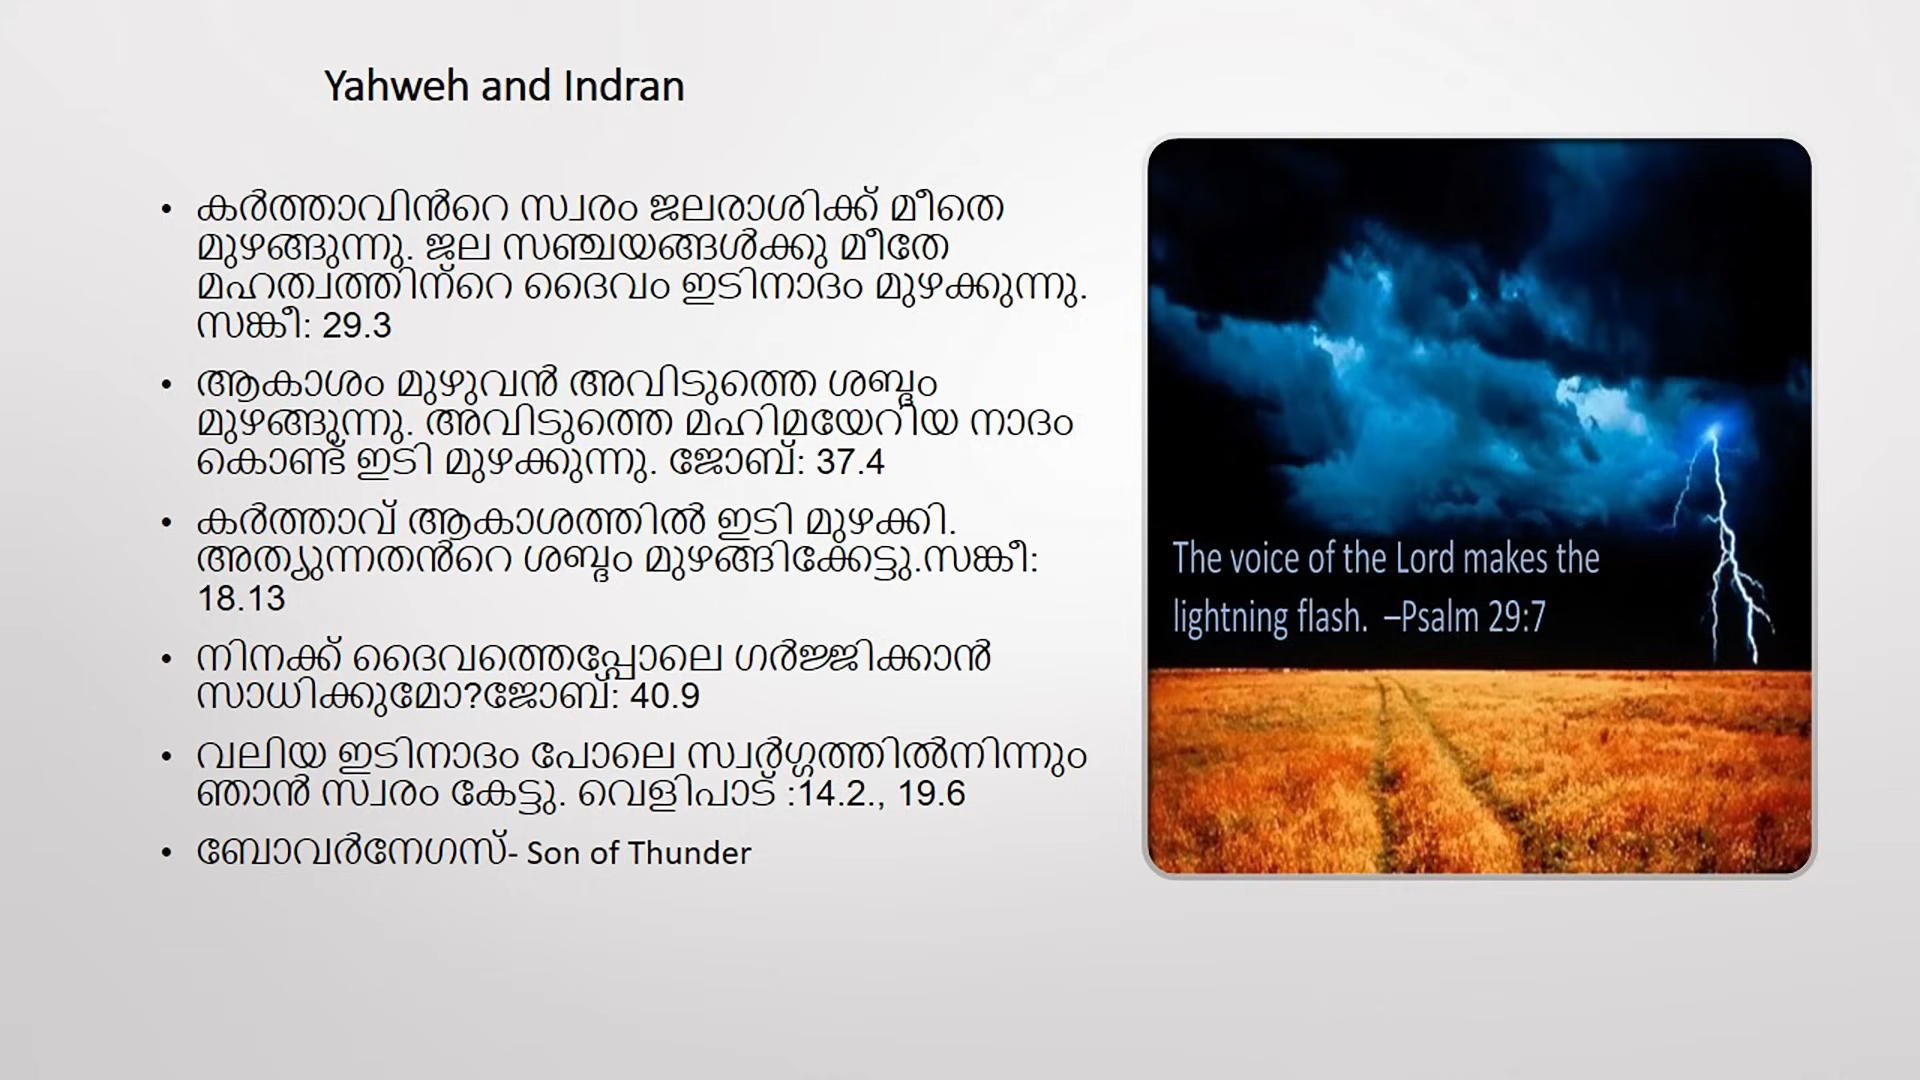 Yahweh and Indran
• കർത്താവിൻറെ സ്വരം ജലരാശിക്ക് മീതെ
മുഴങ്ങുന്നു. ജല സഞ്ചയങ്ങൾക്കു മീതേ
മഹത്വത്തിന്റെ ദൈവം ഇടിനാദം മുഴക്കുന്നു.
സങ്കീ: 29.3
• ആകാശം മുഴുവൻ അവിടുത്തെ ശബ്ദം
മുഴങ്ങുന്നു. അവിടുത്തെ മഹിമയേറിയ നാദം
കൊണ്ട് ഇടി മുഴക്കുന്നു. ജോബ്: 37.4
• കർത്താവ് ആകാശത്തിൽ ഇടി മുഴക്കി.
അത്യുന്നതൻറെ ശബ്ദം മുഴങ്ങിക്കേട്ടു.സങ്കീ:
18.13
• നിനക്ക് ദൈവത്തെപ്പോലെ ഗർജ്ജിക്കാൻ
സാധിക്കുമോ?ജോബ്: 40.9
• വലിയ ഇടിനാദം പോലെ സ്വർഗ്ഗത്തിൽനിന്നും
ഞാൻ സ്വരം കേട്ടു. വെളിപാട് :14.2., 19.6
• ബോവർനേഗസ്- Son of Thunder
The voice of the Lord makes the
lightning flash. –Psalm 29:7